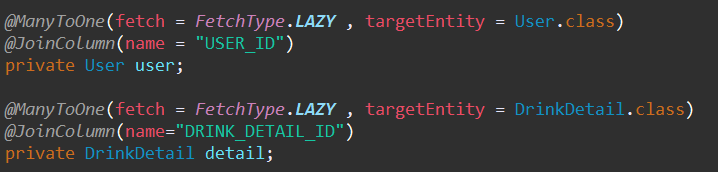 @ManyToOne(fetch = FetchType.LAZY , targetEntity = User.class)
@JoinColumn(name = "USER_ID")
private User user;
@ManyToOne(fetch = FetchType.LAZY , targetEntity = DrinkDetail.class)
@JoinColumn(name="DRINK_DETAIL_ID")
private DrinkDetail detail;